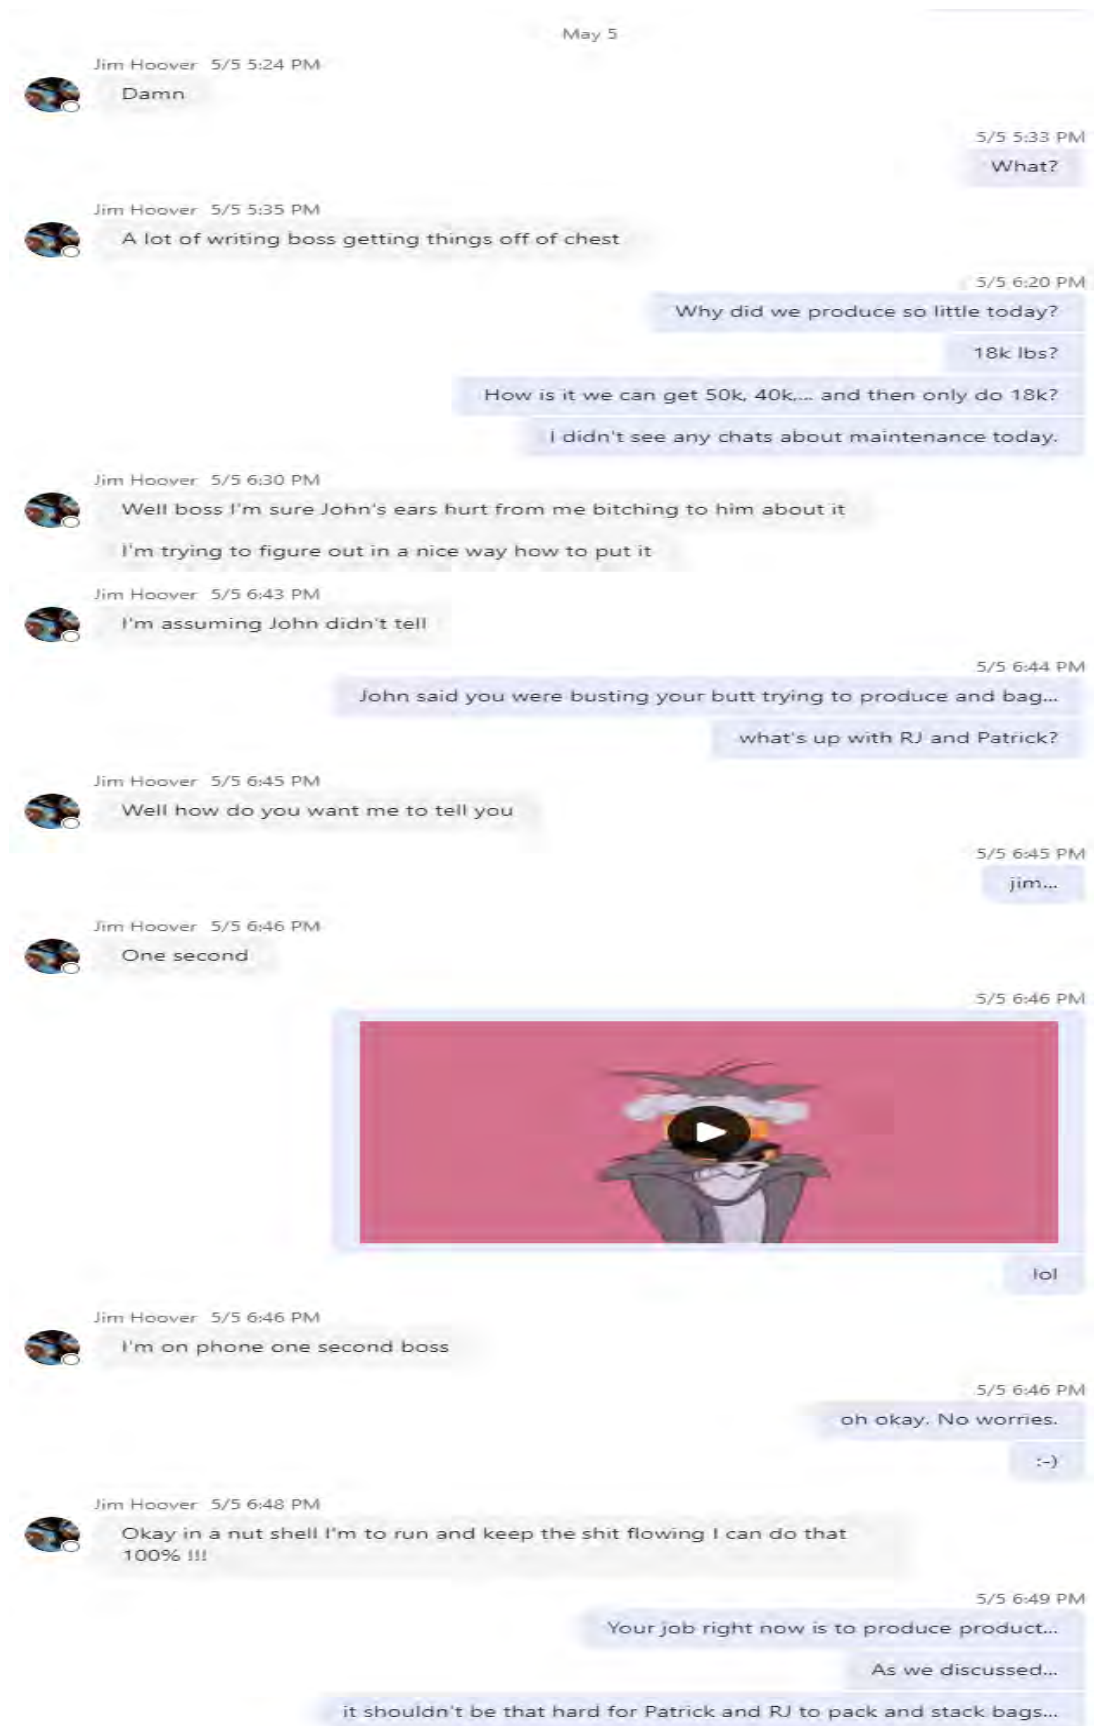 May 5
Jim Hoover 5/5 5:24 PM
Damn
5/5 5:33 PM
What?
Jim Hoover 5/5 5:35 PM
A lot of writing boss getting things off of chest
5/5 6:20 PM
Why did we produce so little today?
18k lbs?
How is it we can get 50k, 40k,... and then only do 18k?
I didn't see any chats about maintenance today.
Jim Hoover 5/5 6:30 PM
Well boss I'm sure John's ears hurt from me bitching to him about it
I'm trying to figure out in a nice way how to put it
Jim Hoover 5/5 6:43 PM
I'm assuming John didn't tell
5/5 6:44 PM
John said you were busting your butt trying to produce and bag...
what's up with RJ and Patrick?
Jim Hoover 5/5 6:45 PM
Well how do you want me to tell you
5/5 6:45 PM
jim...
Jim Hoover 5/5 6:46 PM
One second
5/5 6:46 PM
lol
Jim Hoover 5/5 6:46 PM
I'm on phone one second boss
5/5 6:46 PM
oh okay. No worries.
:-)
Jim Hoover 5/5 6:48 PM
Okay in a nut shell I'm to run and keep the shit flowing I can do that
100% !!!
5/5 6:49 PM
Your job right now is to produce product...
As we discussed...
it shouldn't be that hard for Patrick and RJ to pack and stack bags...